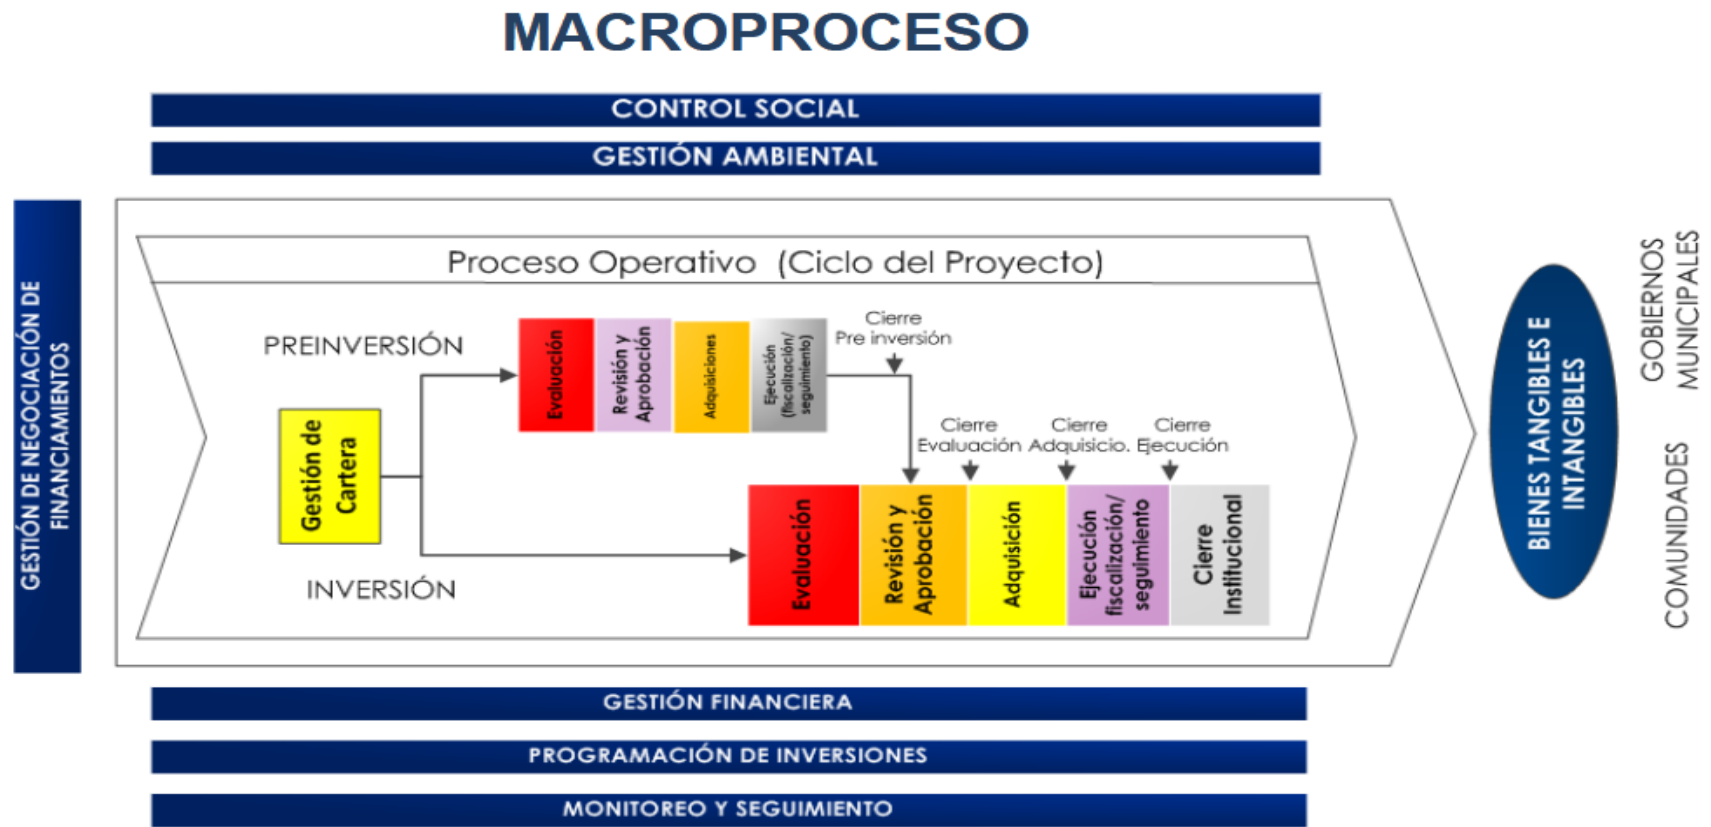 MACROPROCESO
CONTROL SOCIAL
GESTIÓN AMBIENTAL
GESTIÓN DE NEGOCIACIÓN DE
FINANCIAMIENTOS
Proceso Operativo (Ciclo del Proyecto)
PREINVERSIÓN
Evaluación
Revisión y
Aprobación
Adquisiciones
Ejecución
(fiscalización/
seguimiento)
Cierre
Pre inversión
Gestión de
Cartera
INVERSIÓN
Cierre
Evaluación
Cierre
Adquisicio.
Cierre
Ejecución
Evaluación
Revisión y
Aprobación
Adquisición
Ejecución
fiscalización/
seguimiento
Cierre
Institucional
BIENES TANGIBLES E
INTANGIBLES
GOBIERNOS
MUNICIPALES
COMUNIDADES
GESTIÓN FINANCIERA
PROGRAMACIÓN DE INVERSIONES
MONITOREO Y SEGUIMIENTO